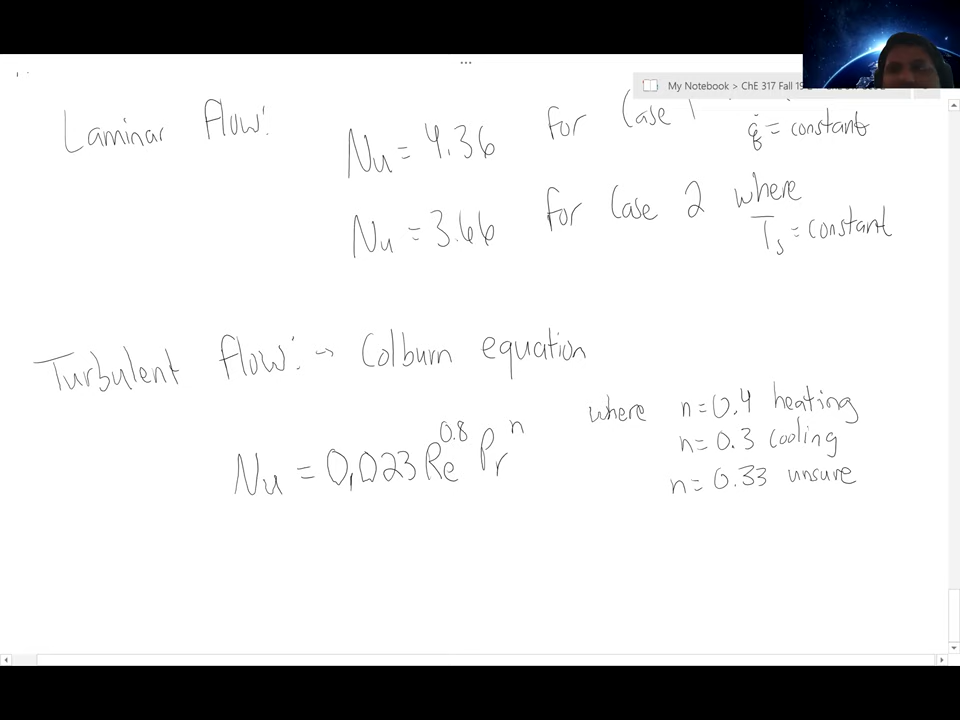 My Notebook > ChE 317 Fall 19
Laminar Flow:
Nu = 4.36 for Case 1
q̇ = constant
Nu = 3.66 for Case 2 where
Ts = constant
Turbulent flow: → Colburn equation
Nu = 0.023 Re^0.8 Pr^n where n = 0.4 heating
n = 0.3 cooling
n = 0.33 unsure